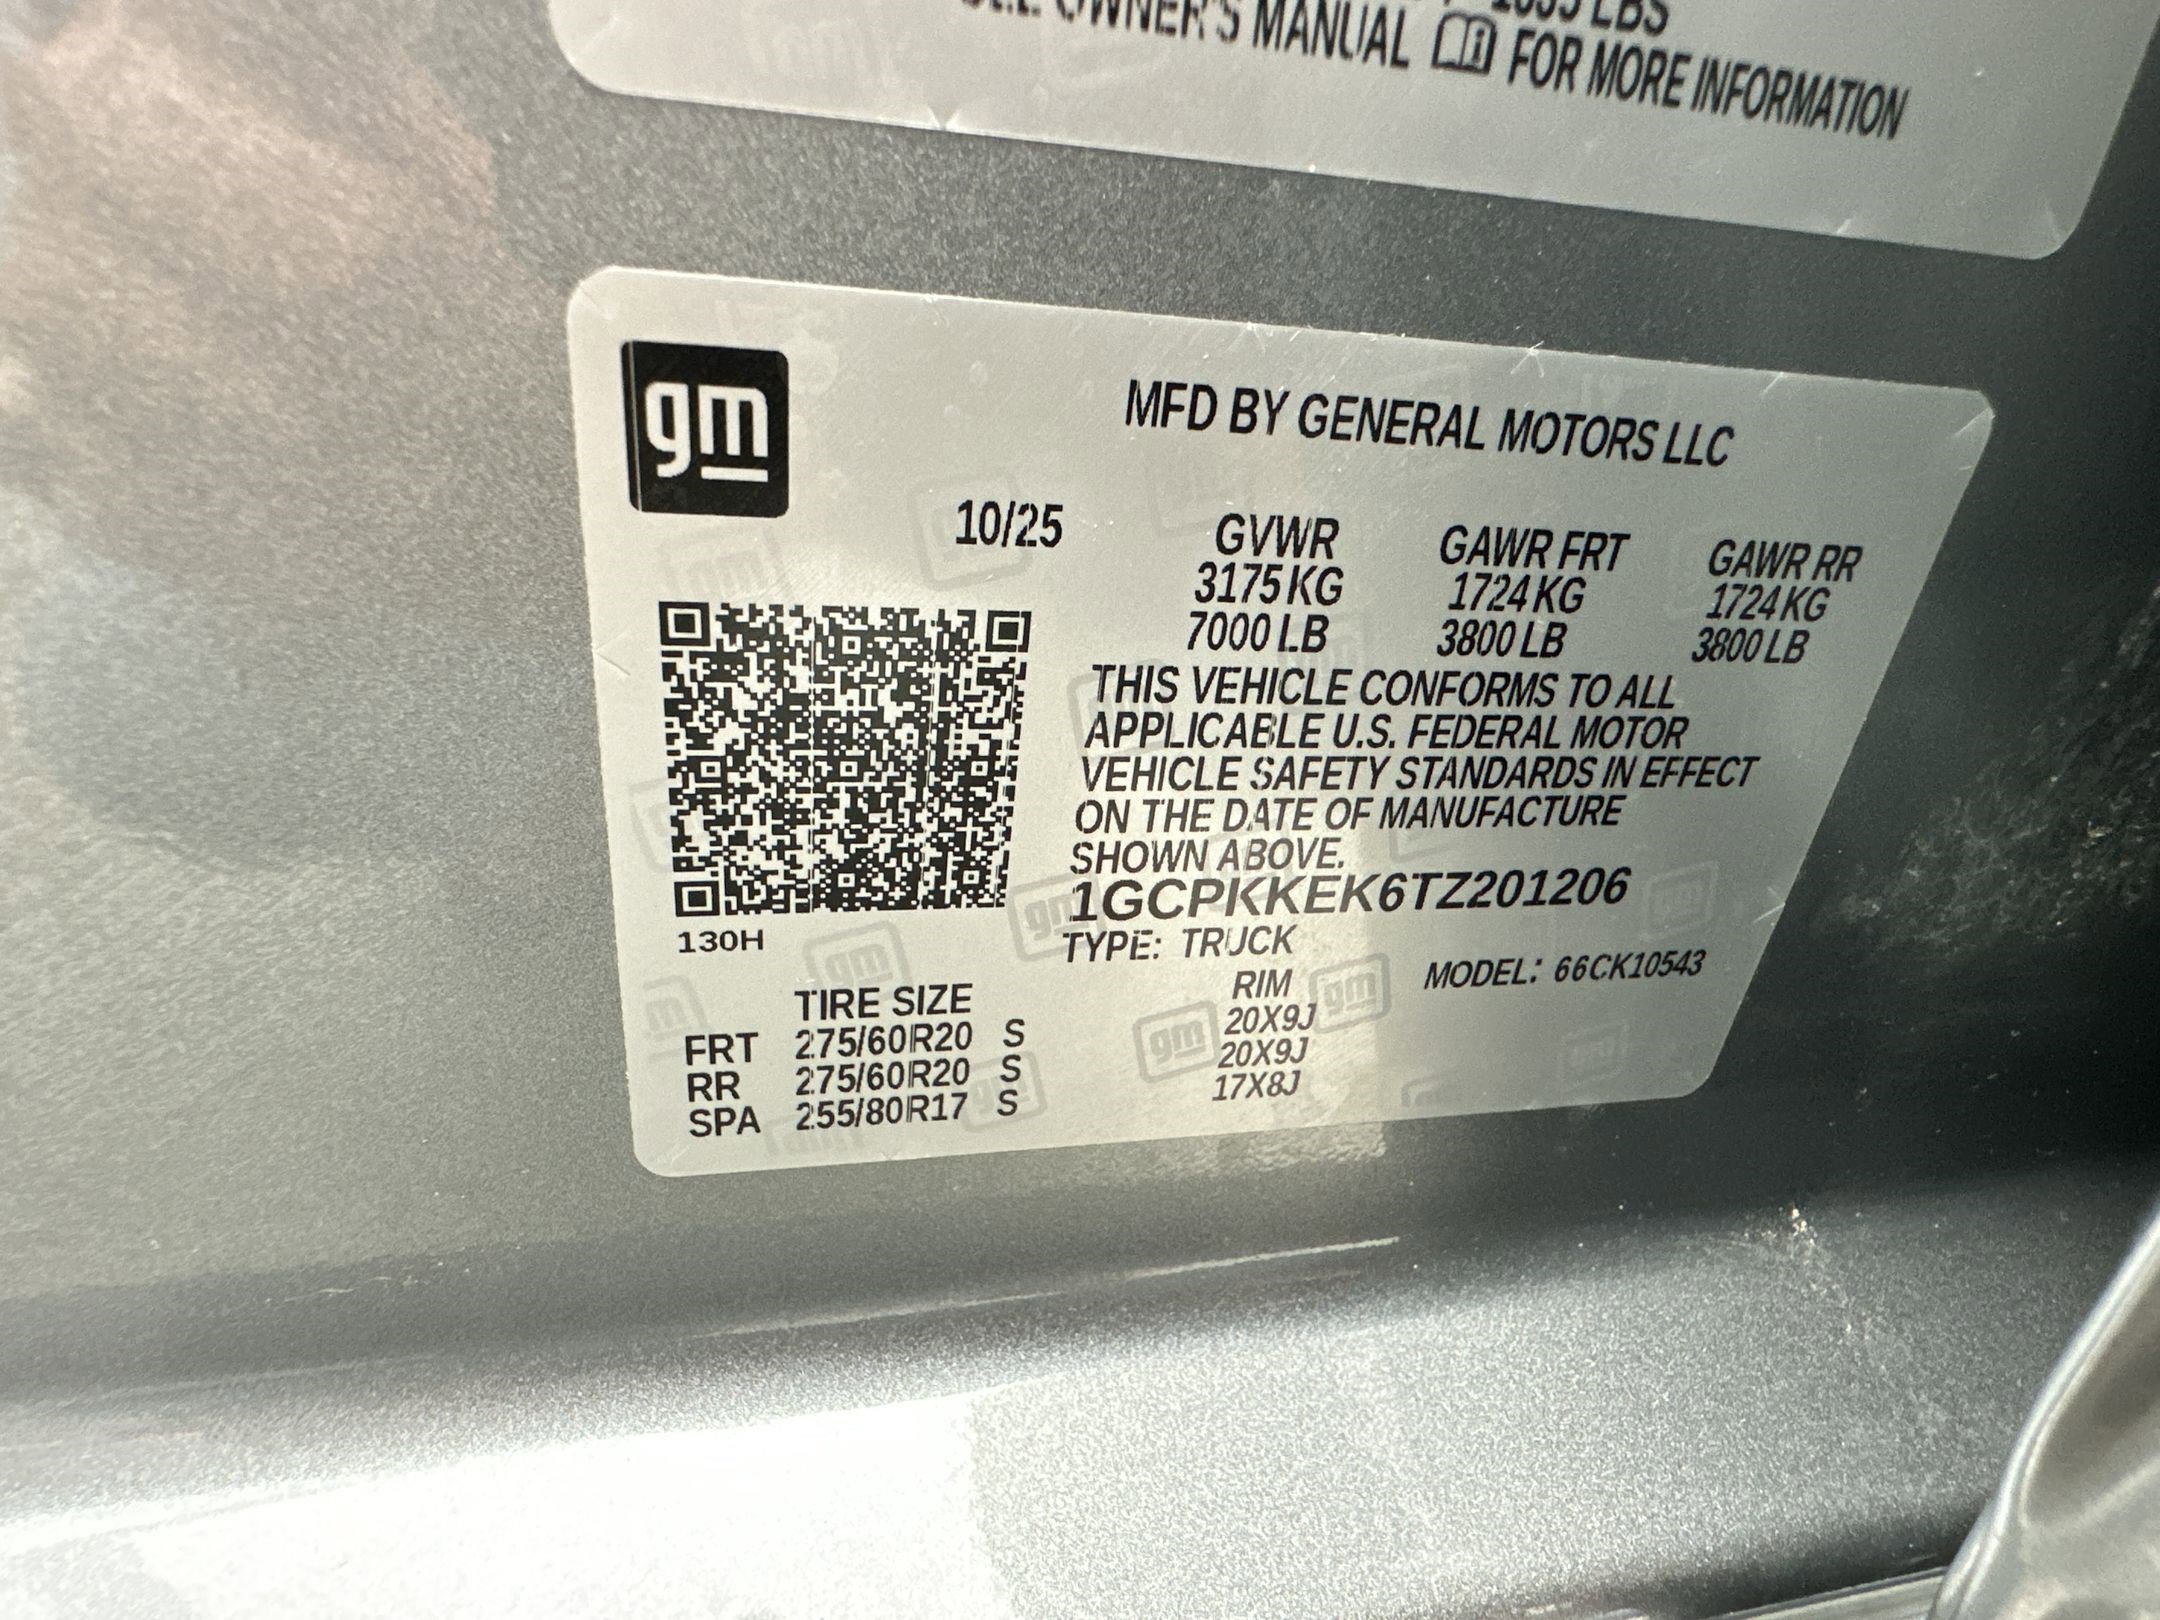 OWNER'S MANUAL FOR MORE INFORMATION
gm
MFD BY GENERAL MOTORS LLC
10/25
GVWR GAWR FRT GAWR RR
3175 KG 1724 KG 1724 KG
7000 LB 3800 LB 3800 LB
THIS VEHICLE CONFORMS TO ALL
APPLICABLE U.S. FEDERAL MOTOR
VEHICLE SAFETY STANDARDS IN EFFECT
ON THE DATE OF MANUFACTURE
SHOWN ABOVE.
1GCPKKEK6TZ201206
130H
TYPE: TRUCK MODEL: 66CK10543
TIRE SIZE RIM
FRT 275/60R20 S 20X9J
RR 275/60R20 S 20X9J
SPA 255/80R17 S 17X8J